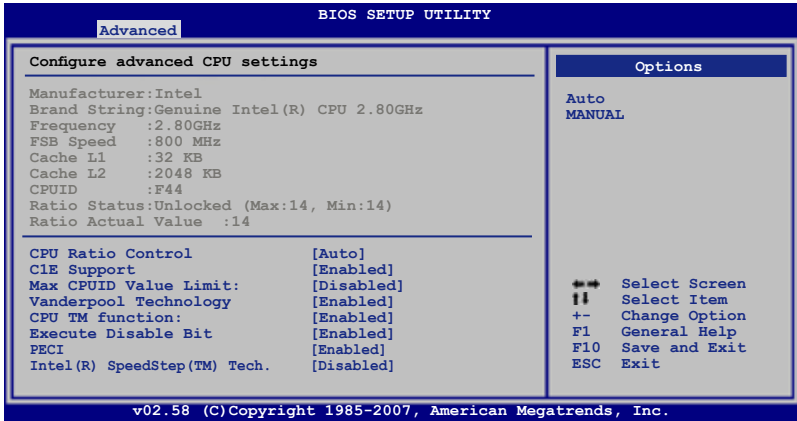 BIOS SETUP UTILITY
Advanced
Configure advanced CPU settings
Manufacturer:Intel
Brand String:Genuine Intel(R) CPU 2.80GHz
Frequency :2.80GHz
FSB Speed :800 MHz
Cache L1 :32 KB
Cache L2 :2048 KB
CPUID :F44
Ratio Status:Unlocked (Max:14, Min:14)
Ratio Actual Value :14
CPU Ratio Control [Auto]
C1E Support [Enabled]
Max CPUID Value Limit: [Disabled]
Vanderpool Technology [Enabled]
CPU TM function: [Enabled]
Execute Disable Bit [Enabled]
PECI [Enabled]
Intel(R) SpeedStep(TM) Tech. [Disabled]
Options
Auto
MANUAL
Select Screen
Select Item
+- Change Option
F1 General Help
F10 Save and Exit
ESC Exit
v02.58 (C)Copyright 1985-2007, American Megatrends, Inc.